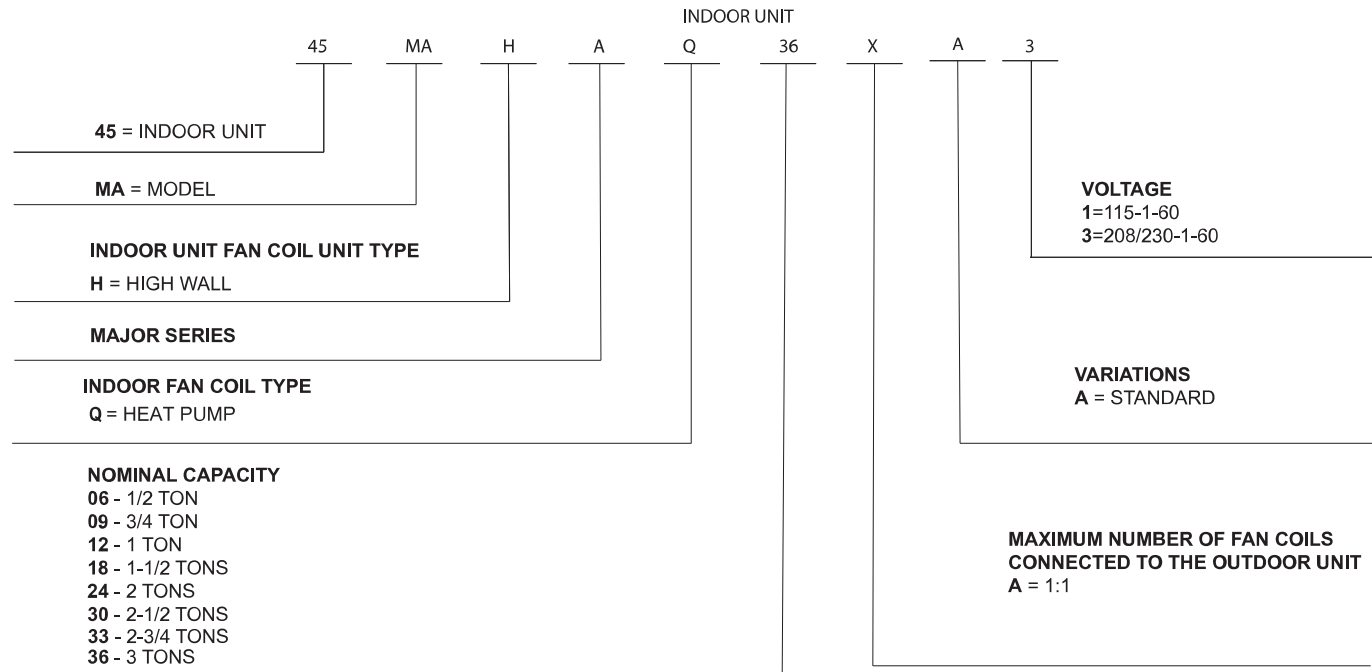 INDOOR UNIT
45 MA H A Q 36 X A 3
45 = INDOOR UNIT
MA = MODEL
INDOOR UNIT FAN COIL UNIT TYPE
H = HIGH WALL
MAJOR SERIES
INDOOR FAN COIL TYPE
Q = HEAT PUMP
NOMINAL CAPACITY
06 - 1/2 TON
09 - 3/4 TON
12 - 1 TON
18 - 1-1/2 TONS
24 - 2 TONS
30 - 2-1/2 TONS
33 - 2-3/4 TONS
36 - 3 TONS
VOLTAGE
1=115-1-60
3=208/230-1-60
VARIATIONS
A = STANDARD
MAXIMUM NUMBER OF FAN COILS
CONNECTED TO THE OUTDOOR UNIT
A = 1:1